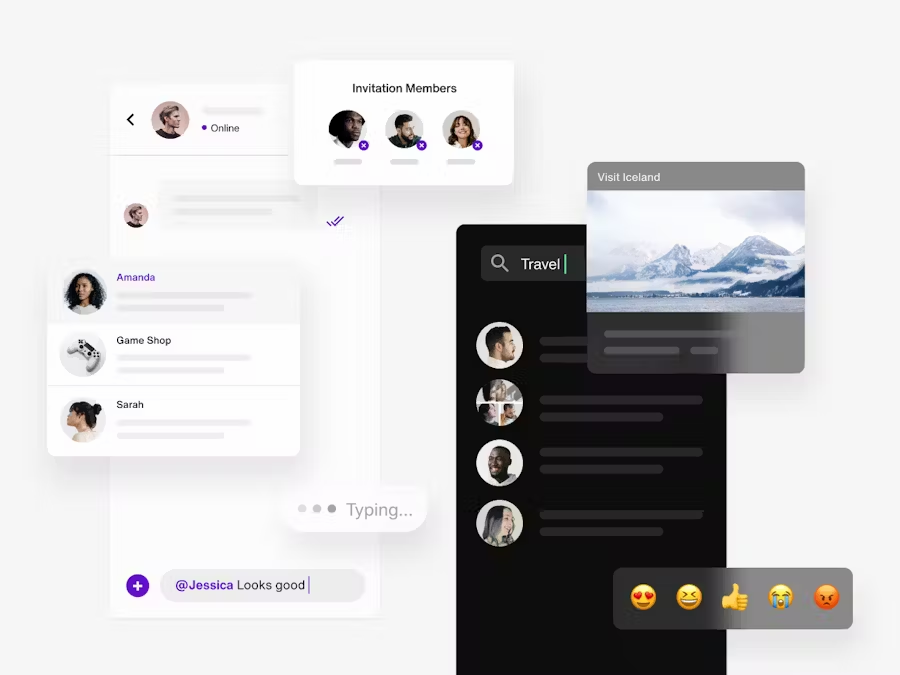 Invitation Members
Online
Visit Iceland
Travel
Amanda
Game Shop
Sarah
Typing...
@Jessica Looks good